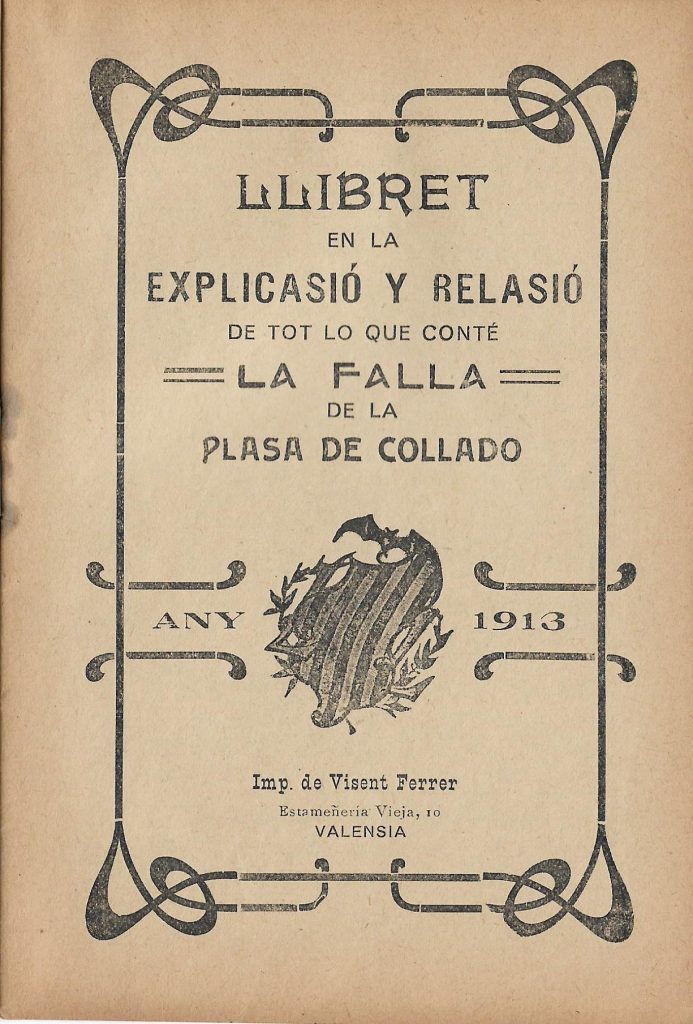 LLIBRET
EN LA
EXPLICASIÓ Y RELASIÓ
DE TOT LO QUE CONTÉ
LA FALLA
DE LA
PLASA DE COLLADO
ANY 1913
Imp. de Visent Ferrer
Estameñería Vieja, 10
VALENSIA